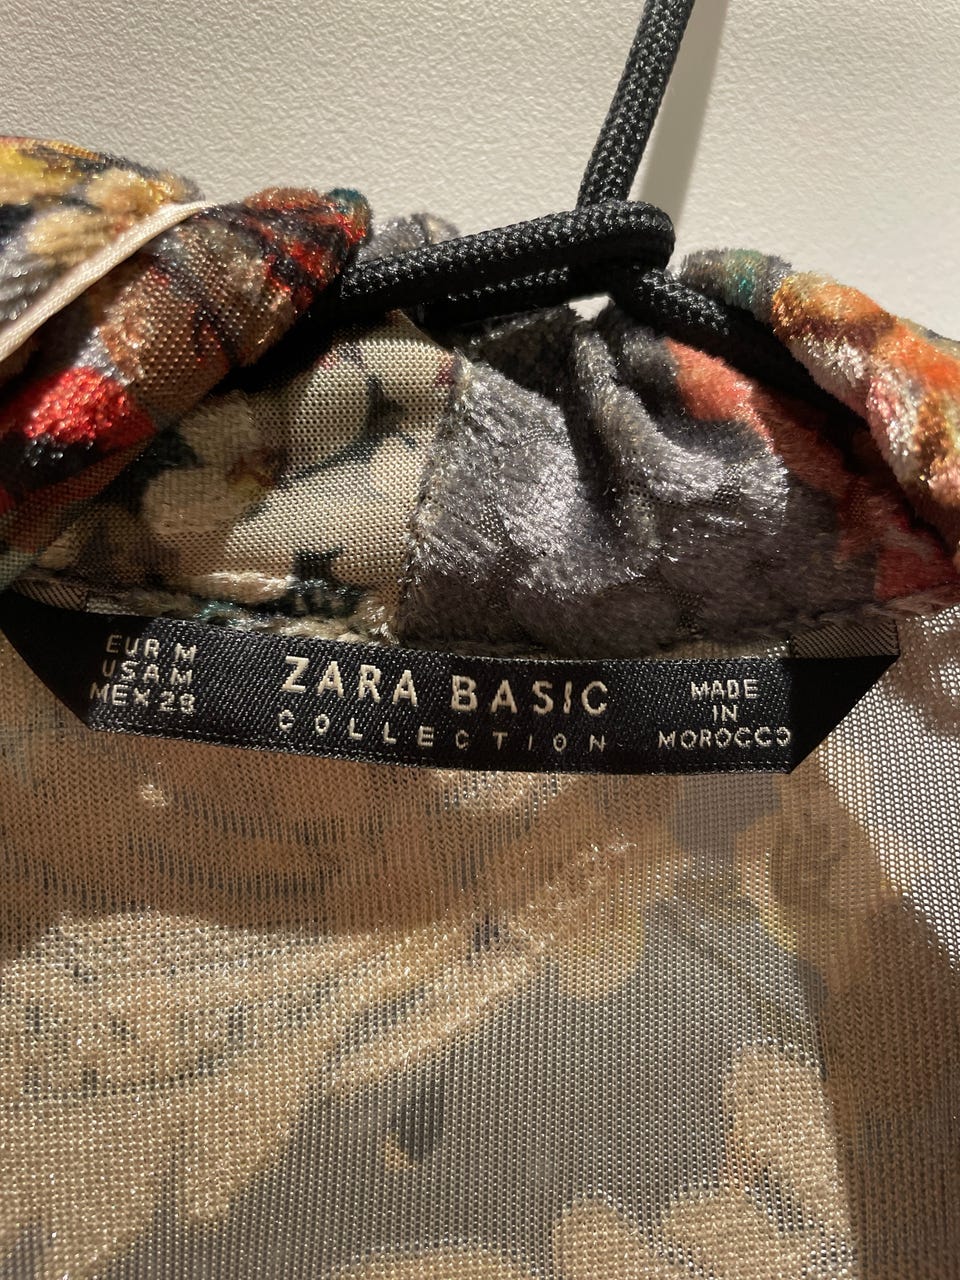 EUR M
USA M
MEX 28
ZARA BASIC
COLLECTION
MADE
IN
MOROCCO